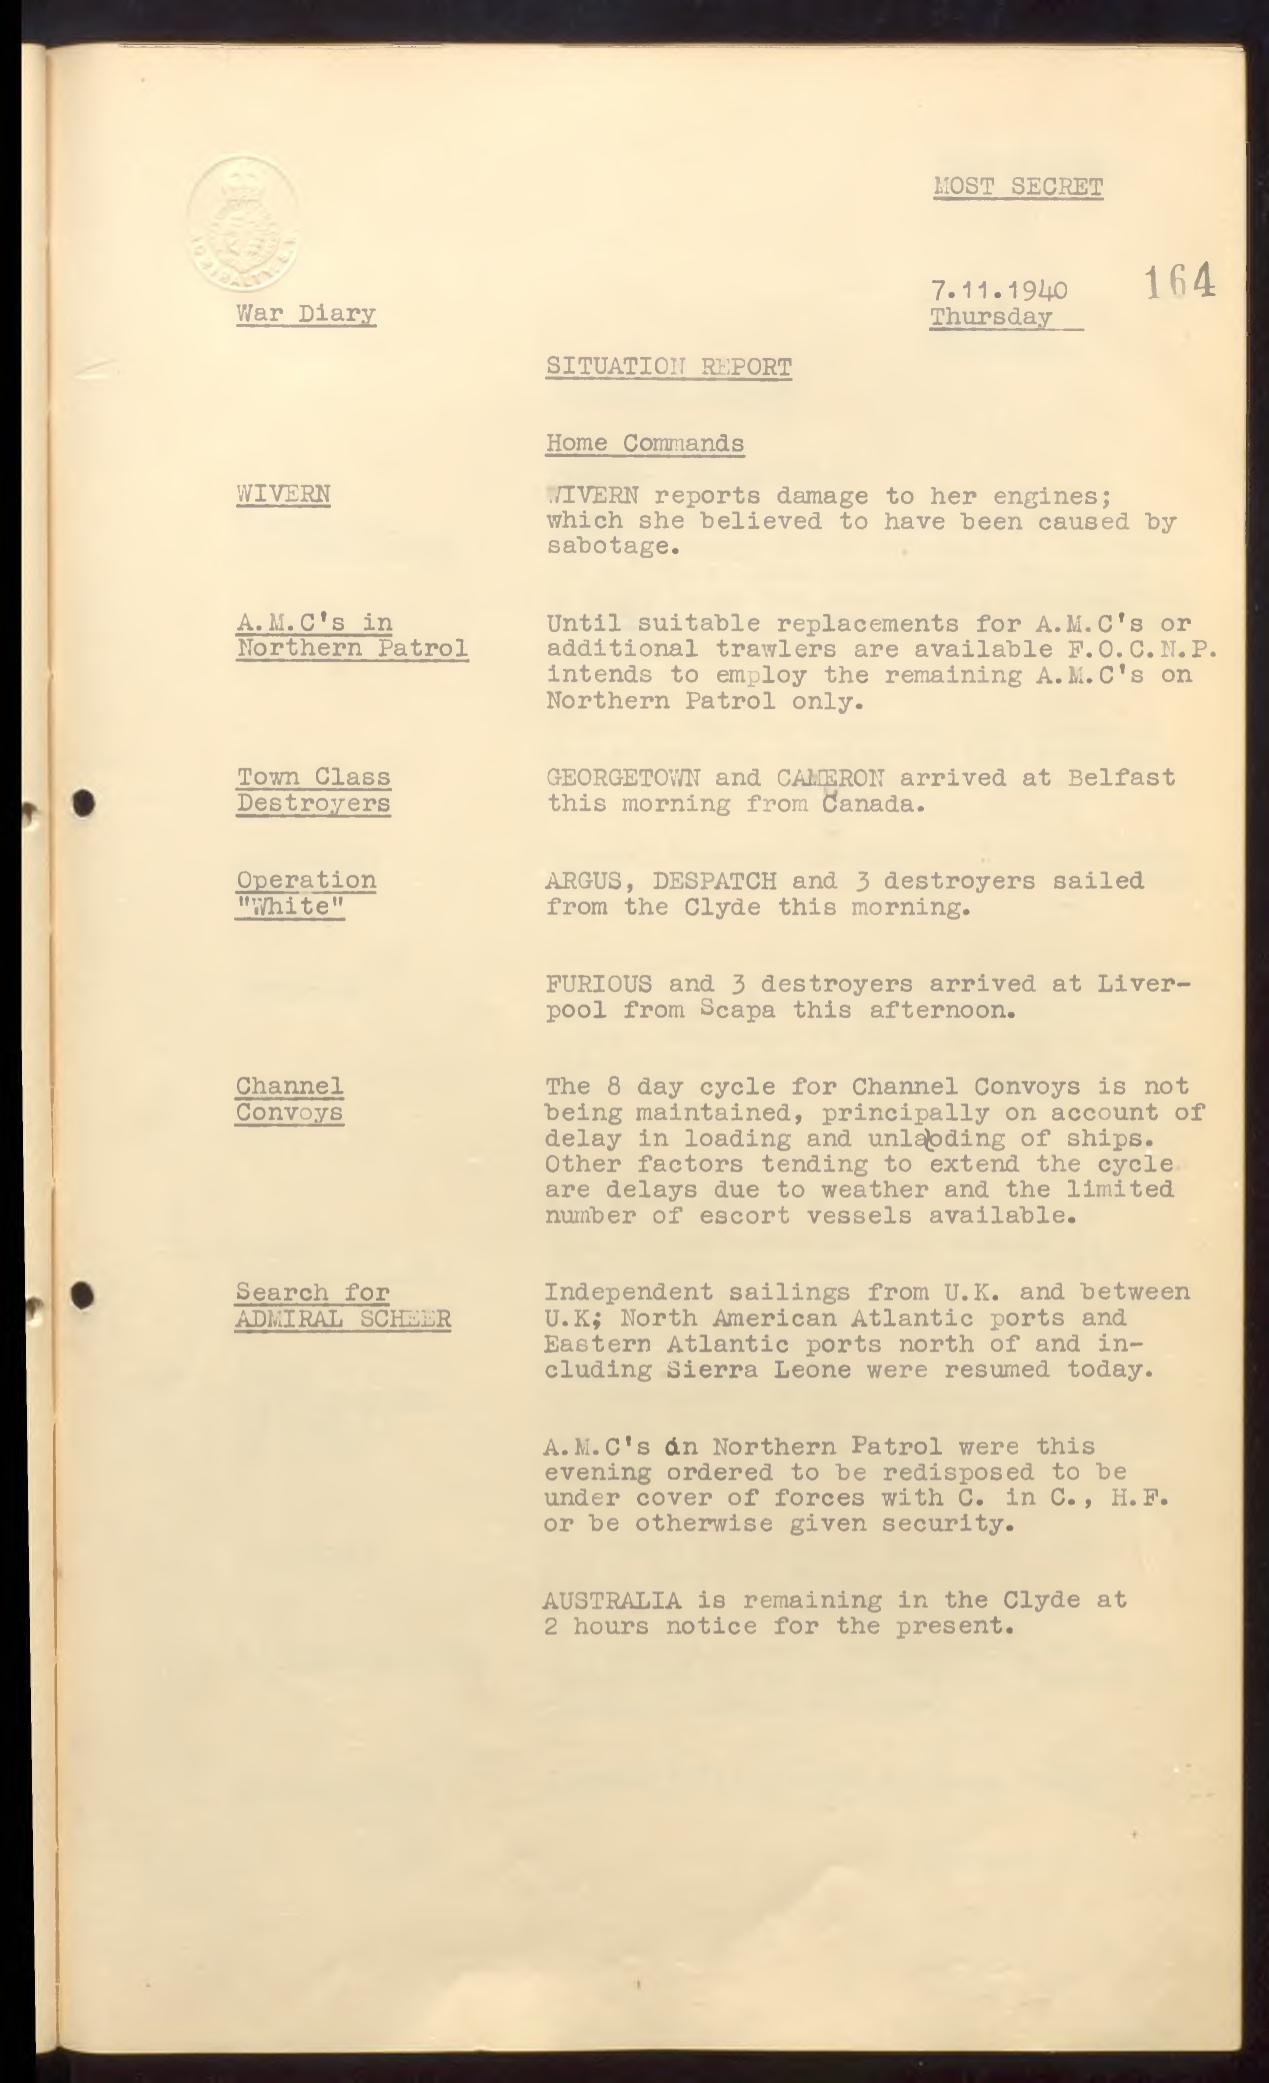 MOST SECRET
164
7.11.1940
Thursday
War Diary
SITUATION REPORT
Home Commands
WIVERN
WIVERN reports damage to her engines;
which she believed to have been caused by
sabotage.
A.M.C's in
Northern Patrol
Until suitable replacements for A.M.C's or
additional trawlers are available F.O.C.N.P.
intends to employ the remaining A.M.C's on
Northern Patrol only.
Town Class
Destroyers
GEORGETOWN and CAMERON arrived at Belfast
this morning from Canada.
Operation
"White"
ARGUS, DESPATCH and 3 destroyers sailed
from the Clyde this morning.
FURIOUS and 3 destroyers arrived at Liver-
pool from Scapa this afternoon.
Channel
Convoys
The 8 day cycle for Channel Convoys is not
being maintained, principally on account of
delay in loading and unlaoding of ships.
Other factors tending to extend the cycle
are delays due to weather and the limited
number of escort vessels available.
Search for
ADMIRAL SCHEER
Independent sailings from U.K. and between
U.K; North American Atlantic ports and
Eastern Atlantic ports north of and in-
cluding Sierra Leone were resumed today.
A.M.C's on Northern Patrol were this
evening ordered to be redisposed to be
under cover of forces with C. in C., H.F.
or be otherwise given security.
AUSTRALIA is remaining in the Clyde at
2 hours notice for the present.